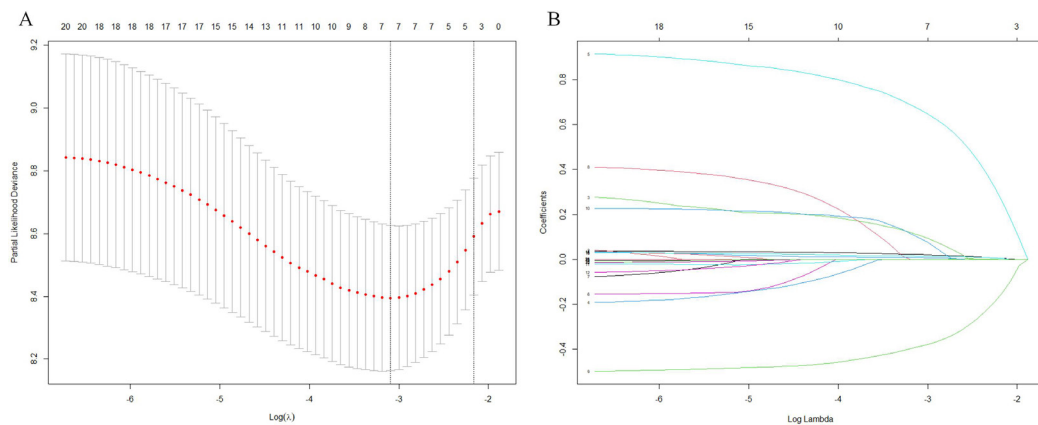 A
20 20 18 18 18 18 17 17 17 15 14 13 11 11 10 10 9 8 7 7 7 7 5 5 3 0
9.2
9.0
8.8
8.6
8.4
8.2
Partial Likelihood Deviance
-6 -5 -4 -3 -2
Log(λ)
B
18 15 10 7 3
0.8
0.6
0.4
0.2
0.0
-0.2
-0.4
Coefficients
-6 -5 -4 -3 -2
Log Lambda